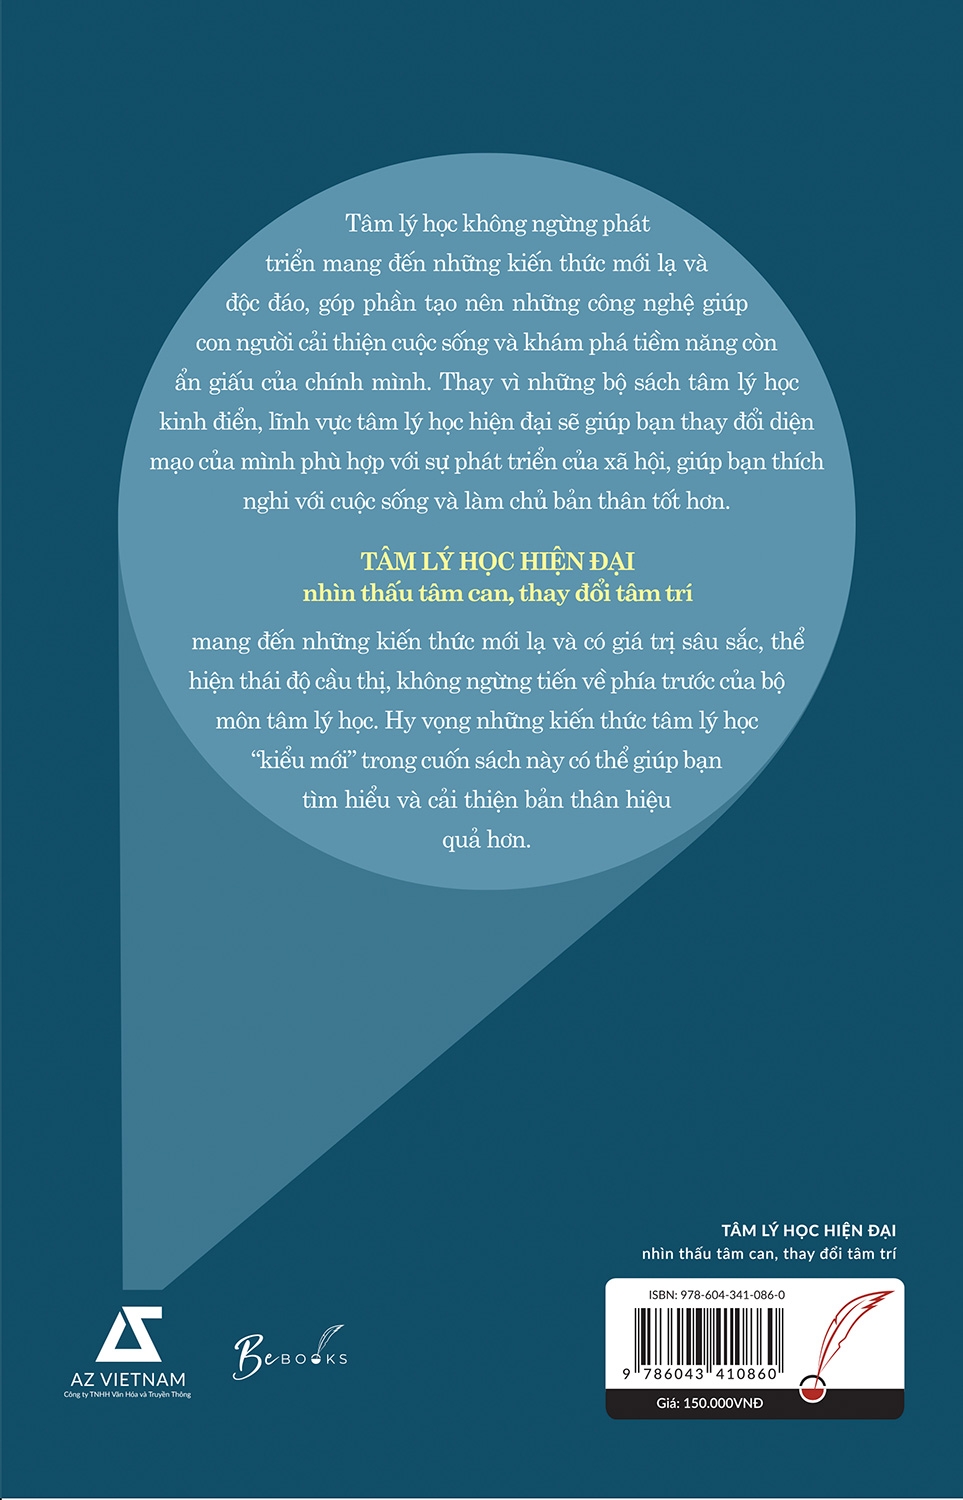 Tâm lý học không ngừng phát
triển mang đến những kiến thức mới lạ và
độc đáo, góp phần tạo nên những công nghệ giúp
con người cải thiện cuộc sống và khám phá tiềm năng còn
ẩn giấu của chính mình. Thay vì những bộ sách tâm lý học
kinh điển, lĩnh vực tâm lý học hiện đại sẽ giúp bạn thay đổi diện
mạo của mình phù hợp với sự phát triển của xã hội, giúp bạn thích
nghi với cuộc sống và làm chủ bản thân tốt hơn.
TÂM LÝ HỌC HIỆN ĐẠI
nhìn thấu tâm can, thay đổi tâm trí
mang đến những kiến thức mới lạ và có giá trị sâu sắc, thể
hiện thái độ cầu thị, không ngừng tiến về phía trước của bộ
môn tâm lý học. Hy vọng những kiến thức tâm lý học
“kiểu mới” trong cuốn sách này có thể giúp bạn
tìm hiểu và cải thiện bản thân hiệu
quả hơn.
TÂM LÝ HỌC HIỆN ĐẠI
nhìn thấu tâm can, thay đổi tâm trí
ISBN: 978-604-341-086-0
9 786043 410860
Giá: 150.000VNĐ
AZ VIETNAM
Công ty TNHH Văn Hóa và Truyền Thông
BeBOOKS